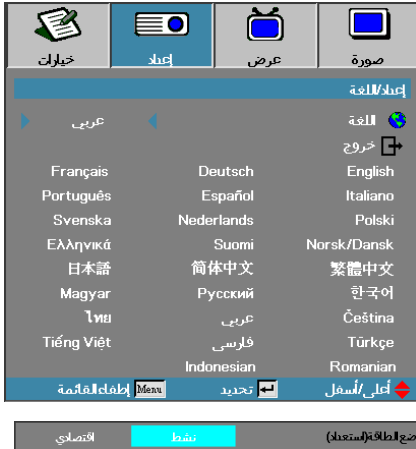 صورة عرض إعداد خيارات
إعداد/اللغة
اللغة عربي
خروج
English Deutsch Français
Italiano Español Português
Polski Nederlands Svenska
Norsk/Dansk Suomi Ελληνικά
繁體中文 简体中文 日本語
한국어 Русский Magyar
Čeština عربي ไทย
Türkçe فارسی Tiếng Việt
Romanian Indonesian
أعلى/أسفل تحديد Menu إطفاء القائمة
ضع الطاقة(استعداد) نشط اقتصادي